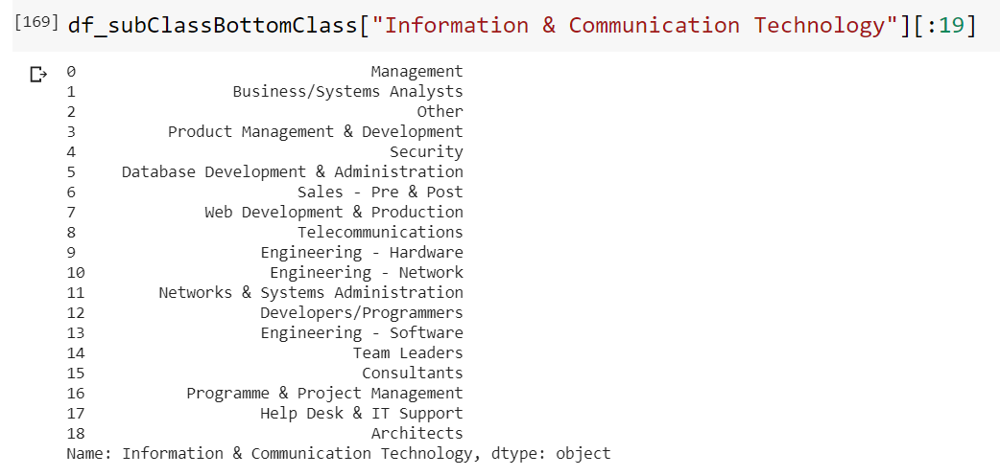 [169] df_subClassBottomClass["Information & Communication Technology"][:19]
0 Management
1 Business/Systems Analysts
2 Other
3 Product Management & Development
4 Security
5 Database Development & Administration
6 Sales - Pre & Post
7 Web Development & Production
8 Telecommunications
9 Engineering - Hardware
10 Engineering - Network
11 Networks & Systems Administration
12 Developers/Programmers
13 Engineering - Software
14 Team Leaders
15 Consultants
16 Programme & Project Management
17 Help Desk & IT Support
18 Architects
Name: Information & Communication Technology, dtype: object